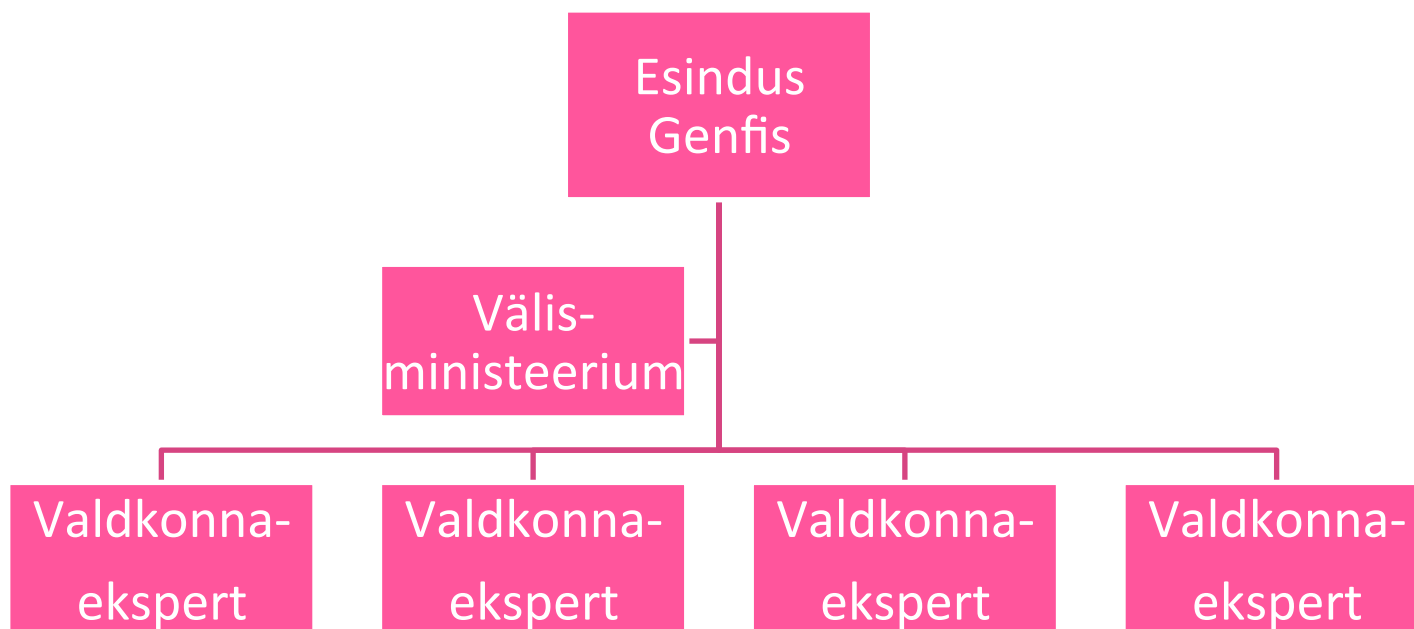 Esindus
Genfis
Välis-
ministeerium
Valdkonna-
ekspert
Valdkonna-
ekspert
Valdkonna-
ekspert
Valdkonna-
ekspert